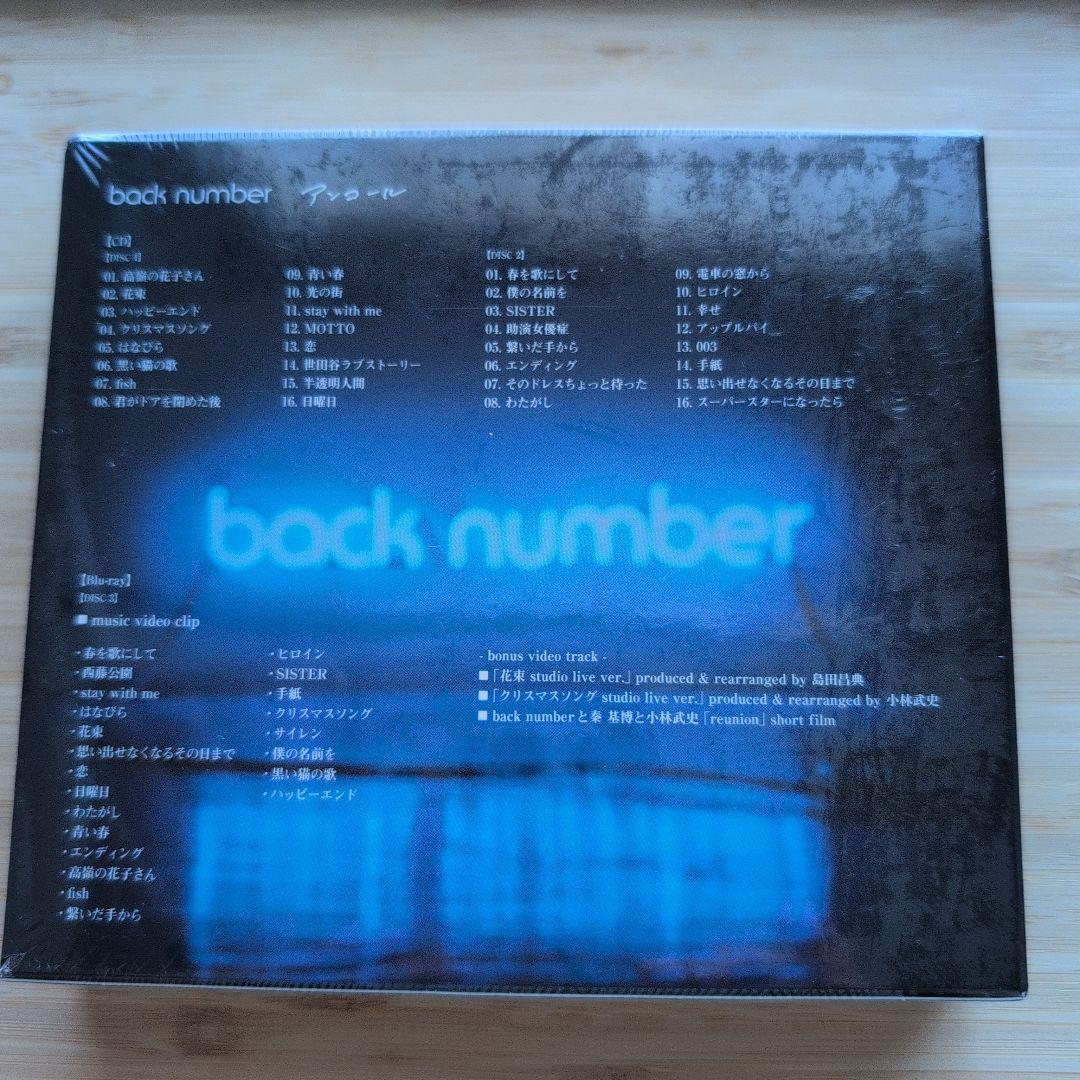 back number アンコール
【CD】
【DISC 1】
01. 高嶺の花子さん
02. 花束
03. ハッピーエンド
04. クリスマスソング
05. はなびら
06. 黒い猫の歌
07. fish
08. 君がドアを閉めた後
09. 青い春
10. 光の街
11. stay with me
12. MOTTO
13. 恋
14. 世田谷ラブストーリー
15. 半透明人間
16. 日曜日
【DISC 2】
01. 春を歌にして
02. 僕の名前を
03. SISTER
04. 助演女優症
05. 繋いだ手から
06. エンディング
07. そのドレスちょっと待った
08. わたがし
09. 電車の窓から
10. ヒロイン
11. 幸せ
12. アップルパイ
13. 003
14. 手紙
15. 思い出せなくなるその日まで
16. スーパースターになったら
back number
【Blu-ray】
【DISC 3】
■ music video clip
・春を歌にして
・西藤公園
・stay with me
・はなびら
・花束
・思い出せなくなるその日まで
・恋
・日曜日
・わたがし
・青い春
・エンディング
・高嶺の花子さん
・fish
・繋いだ手から
・ヒロイン
・SISTER
・手紙
・クリスマスソング
・サイレン
・僕の名前を
・黒い猫の歌
・ハッピーエンド
- bonus video track -
■「花束 studio live ver.」produced & rearranged by 島田昌典
■「クリスマスソング studio live ver.」produced & rearranged by 小林武史
■ back numberと秦 基博と小林武史「reunion」short film